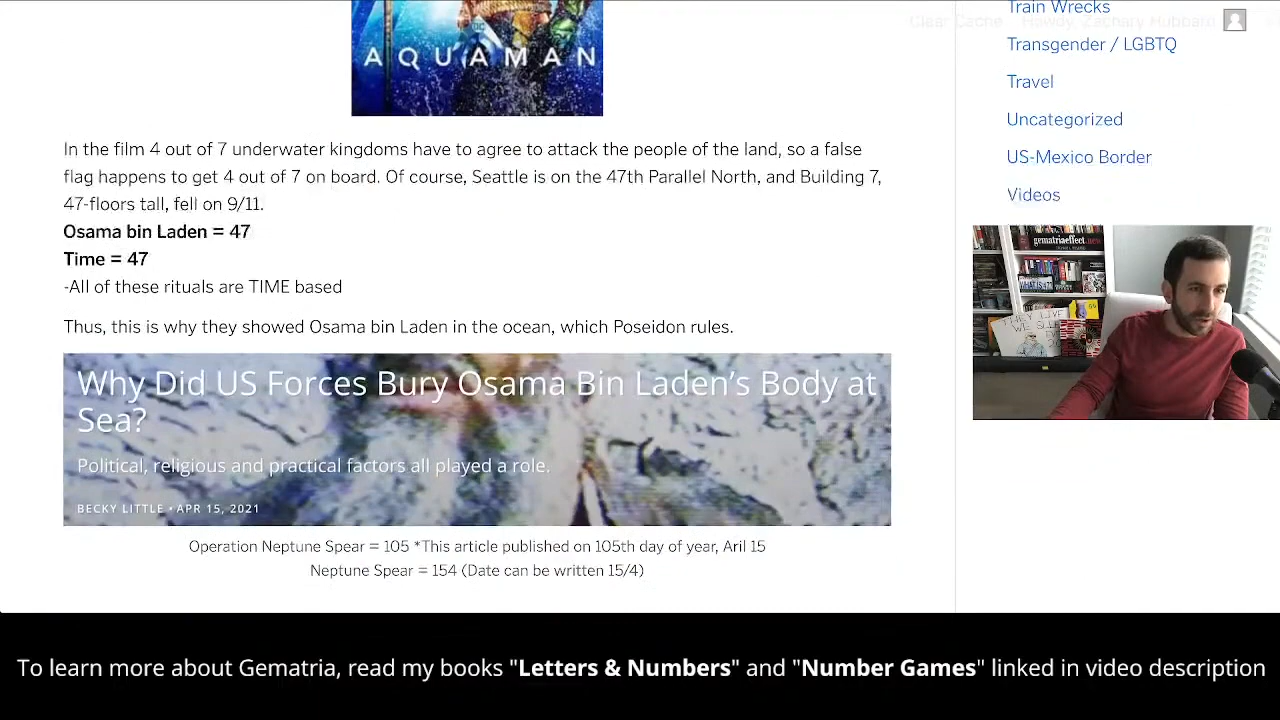 Train Wrecks
Clear Cache Howdy, Zachary Hubbard
Transgender / LGBTQ
Travel
Uncategorized
US-Mexico Border
Videos
AQUAMAN
In the film 4 out of 7 underwater kingdoms have to agree to attack the people of the land, so a false
flag happens to get 4 out of 7 on board. Of course, Seattle is on the 47th Parallel North, and Building 7,
47-floors tall, fell on 9/11.
Osama bin Laden = 47
Time = 47
-All of these rituals are TIME based
Thus, this is why they showed Osama bin Laden in the ocean, which Poseidon rules.
Why Did US Forces Bury Osama Bin Laden's Body at
Sea?
Political, religious and practical factors all played a role.
BECKY LITTLE • APR 15, 2021
Operation Neptune Spear = 105 *This article published on 105th day of year, Aril 15
Neptune Spear = 154 (Date can be written 15/4)
gematriaeffect.news
To learn more about Gematria, read my books "Letters & Numbers" and "Number Games" linked in video description